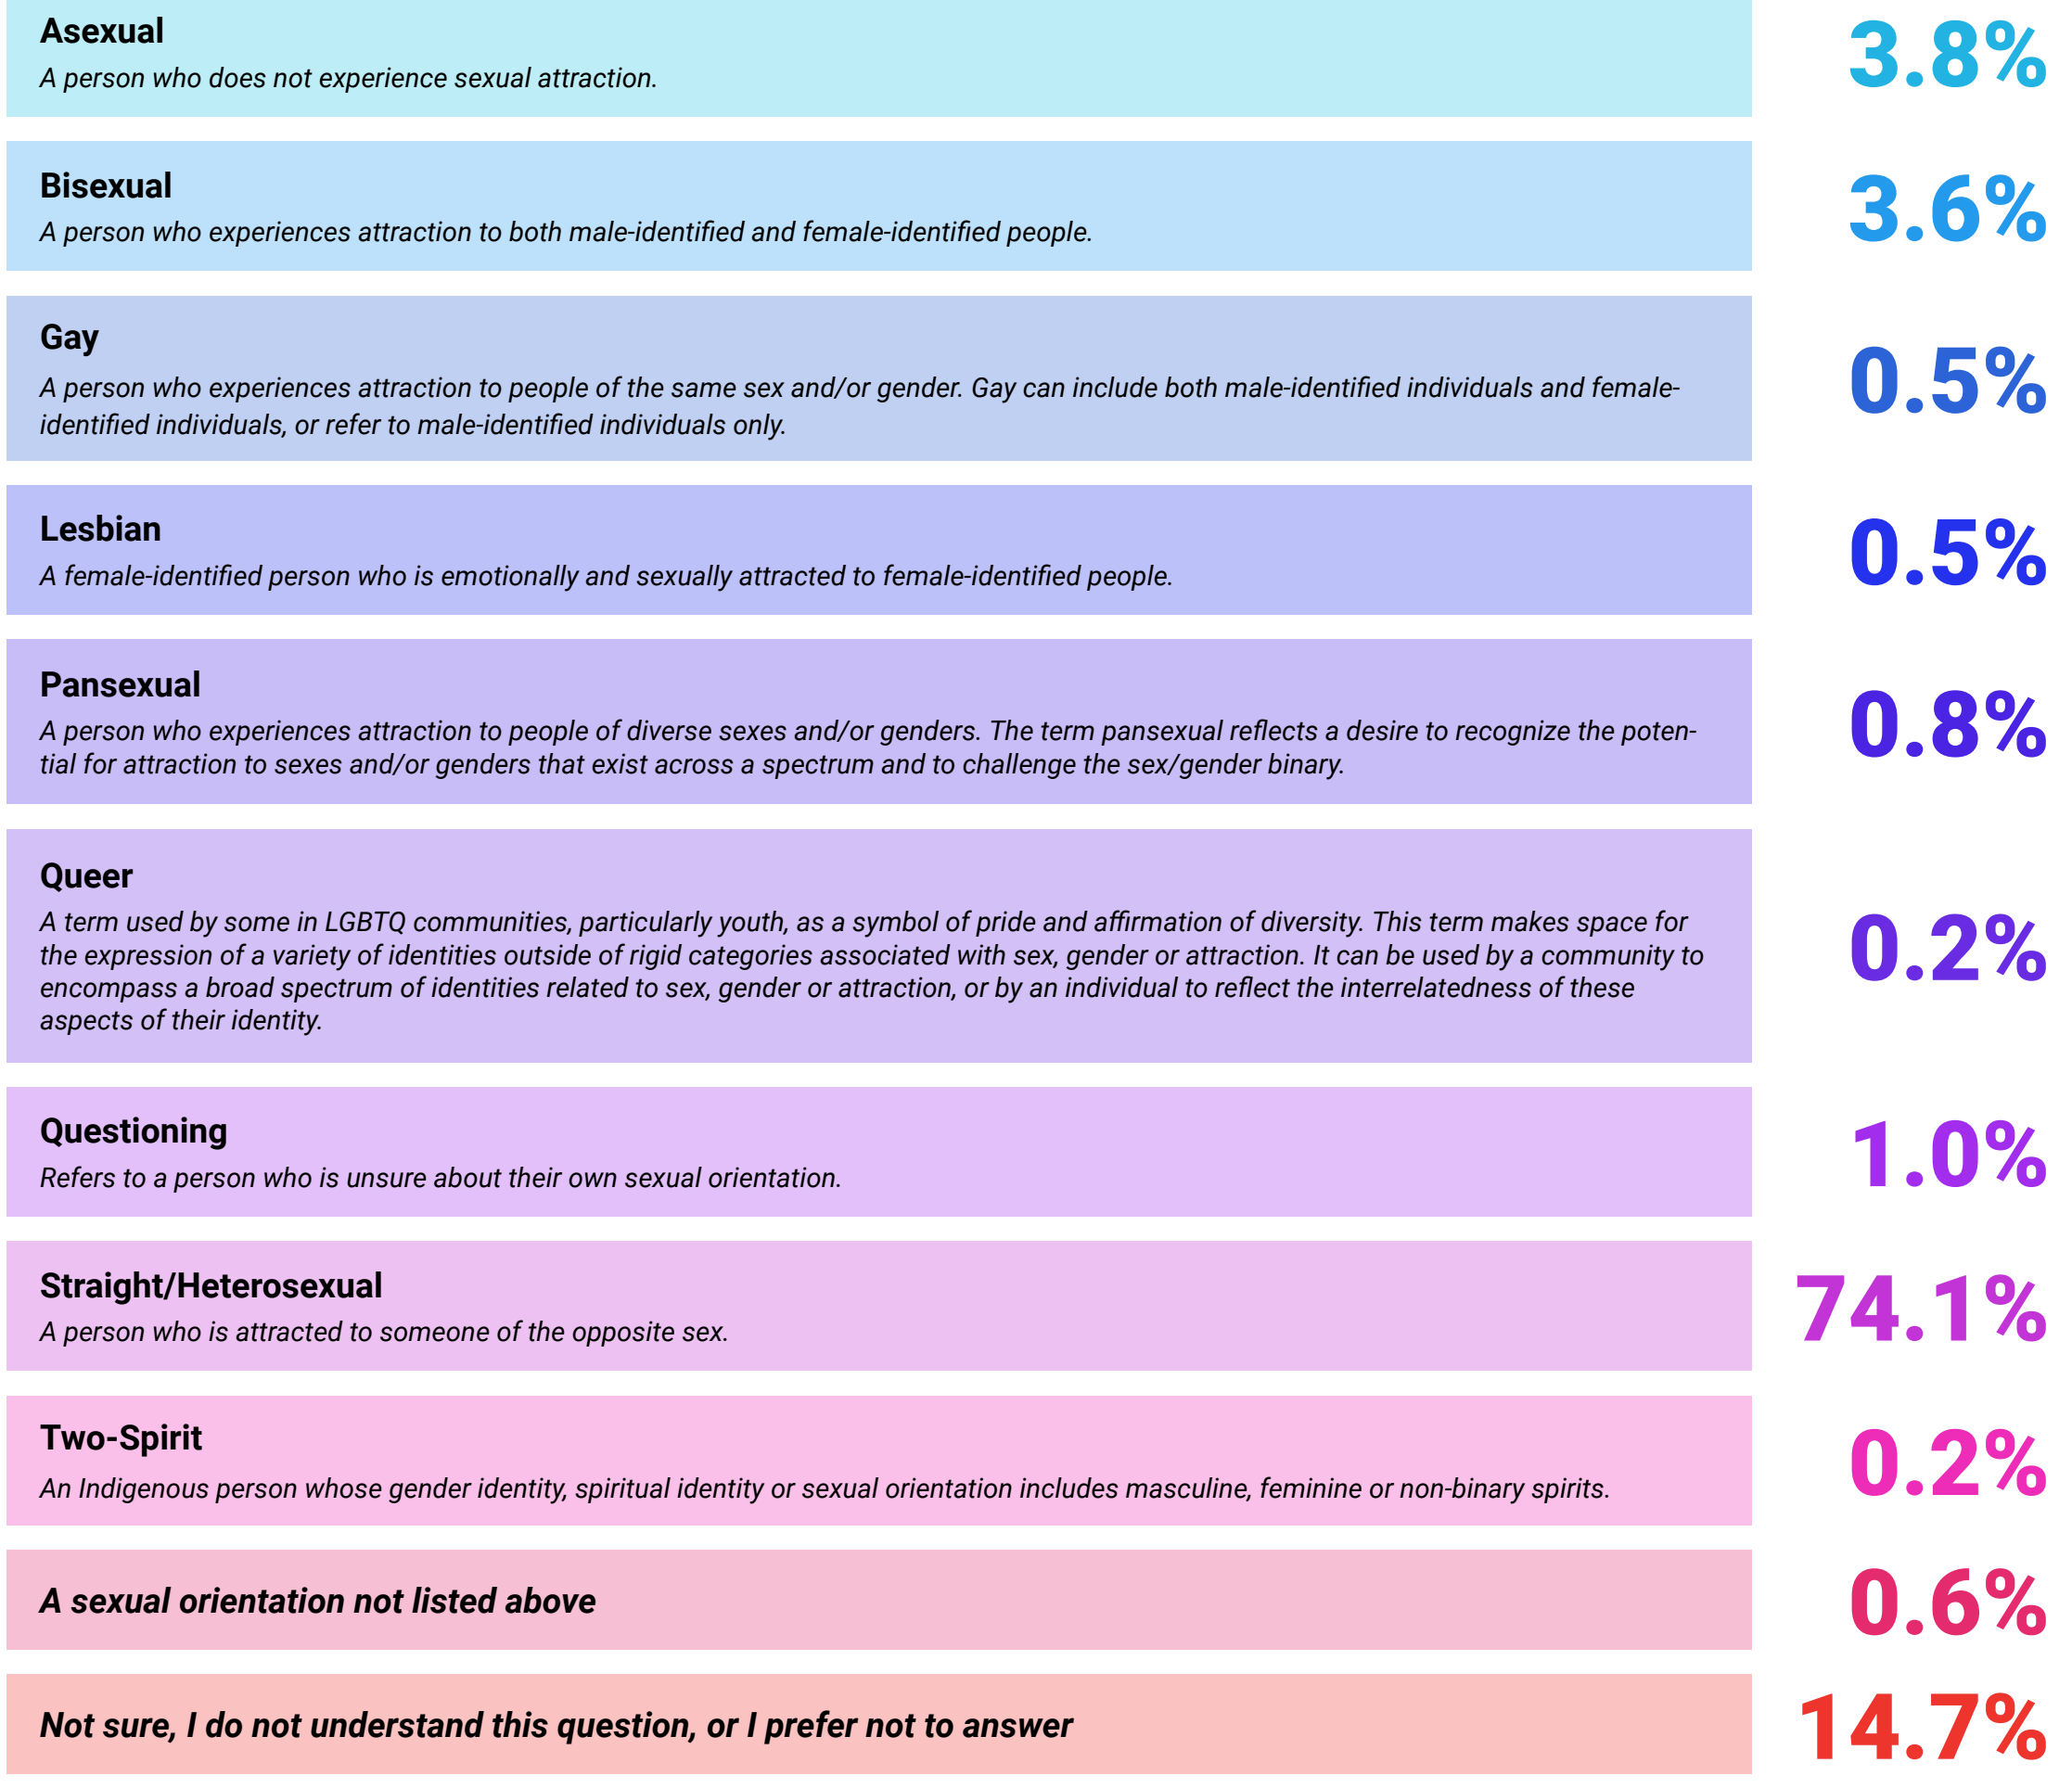 Asexual
3.8%
A person who does not experience sexual attraction.
Bisexual
3.6%
A person who experiences attraction to both male-identified and female-identified people.
Gay
0.5%
A person who experiences attraction to people of the same sex and/or gender. Gay can include both male-identified individuals and female-
identified individuals, or refer to male-identified individuals only.
Lesbian
0.5%
A female-identified person who is emotionally and sexually attracted to female-identified people.
Pansexual
0.8%
A person who experiences attraction to people of diverse sexes and/or genders. The term pansexual reflects a desire to recognize the poten-
tial for attraction to sexes and/or genders that exist across a spectrum and to challenge the sex/gender binary.
Queer
0.2%
A term used by some in LGBTQ communities, particularly youth, as a symbol of pride and affirmation of diversity. This term makes space for
the expression of a variety of identities outside of rigid categories associated with sex, gender or attraction. It can be used by a community to
encompass a broad spectrum of identities related to sex, gender or attraction, or by an individual to reflect the interrelatedness of these
aspects of their identity.
Questioning
1.0%
Refers to a person who is unsure about their own sexual orientation.
Straight/Heterosexual
74.1%
A person who is attracted to someone of the opposite sex.
Two-Spirit
0.2%
An Indigenous person whose gender identity, spiritual identity or sexual orientation includes masculine, feminine or non-binary spirits.
A sexual orientation not listed above
0.6%
Not sure, I do not understand this question, or I prefer not to answer
14.7%